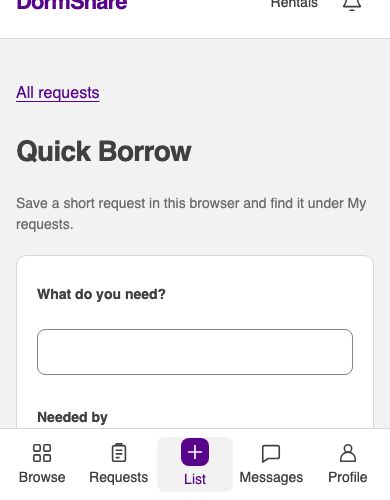 DormShare
Rentals
All requests
Quick Borrow
Save a short request in this browser and find it under My
requests.
What do you need?
Needed by
Browse
Requests
List
Messages
Profile